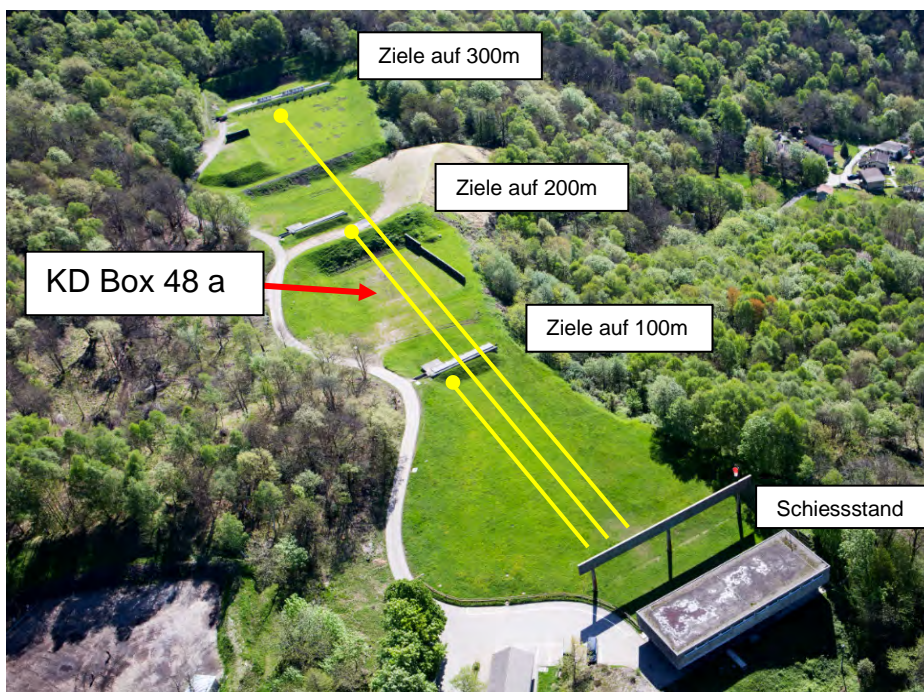 Ziele auf 300m
Ziele auf 200m
KD Box 48 a
Ziele auf 100m
Schiessstand